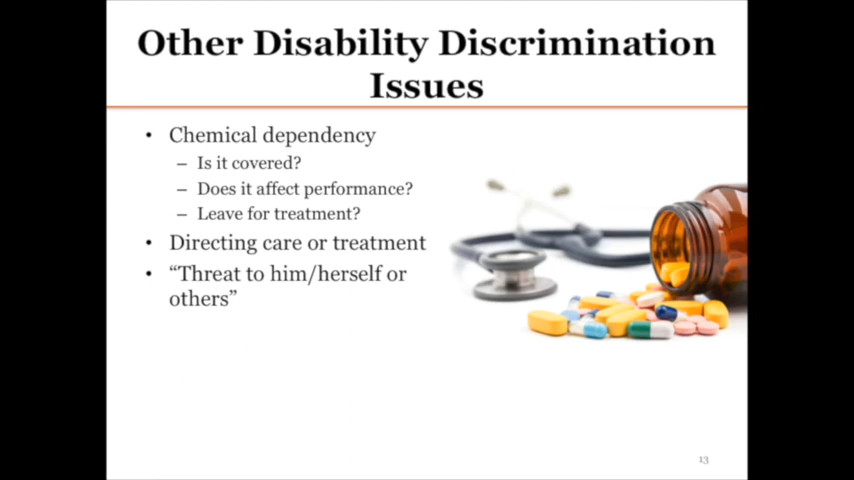 Other Disability Discrimination
Issues
• Chemical dependency
– Is it covered?
– Does it affect performance?
– Leave for treatment?
• Directing care or treatment
• “Threat to him/herself or
others”
13